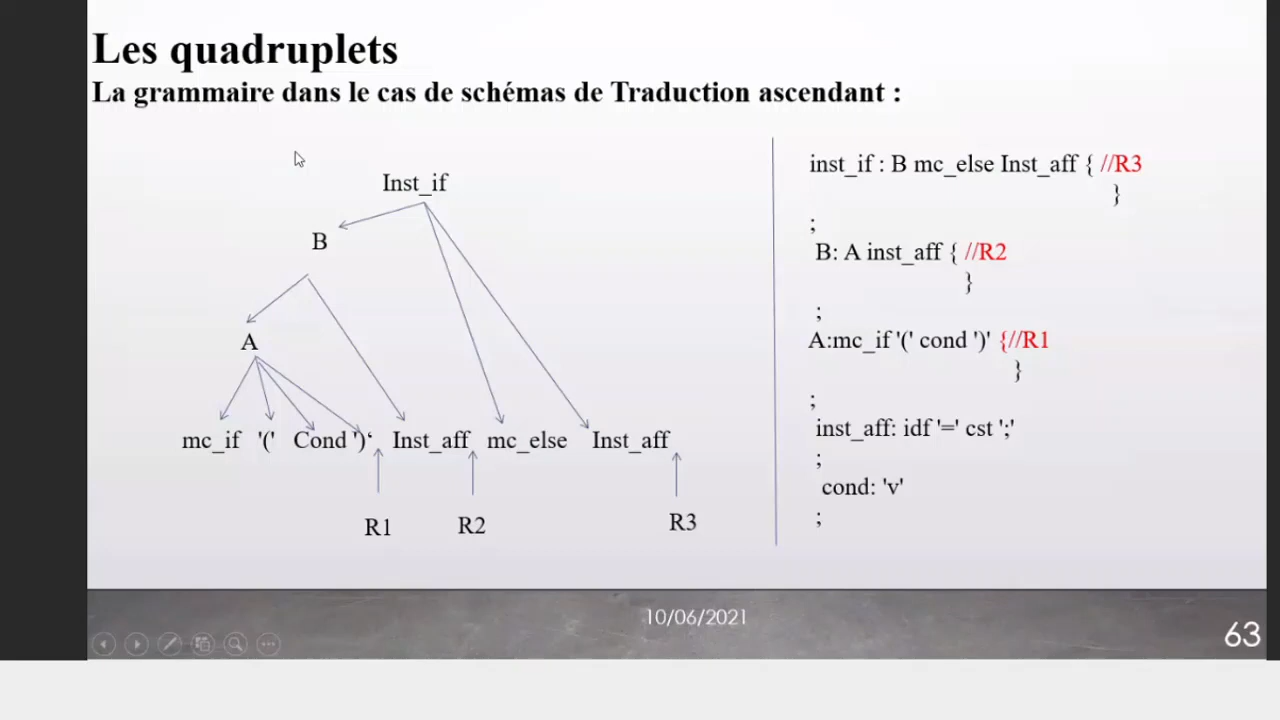 Les quadruplets
La grammaire dans le cas de schémas de Traduction ascendant :
Inst_if
B
A
mc_if '(' Cond ')‘ Inst_aff mc_else Inst_aff
R1 R2 R3
inst_if : B mc_else Inst_aff { //R3
}
;
B: A inst_aff { //R2
}
;
A:mc_if '(' cond ')' {//R1
}
;
inst_aff: idf '=' cst ';'
;
cond: 'v'
;
10/06/2021
63